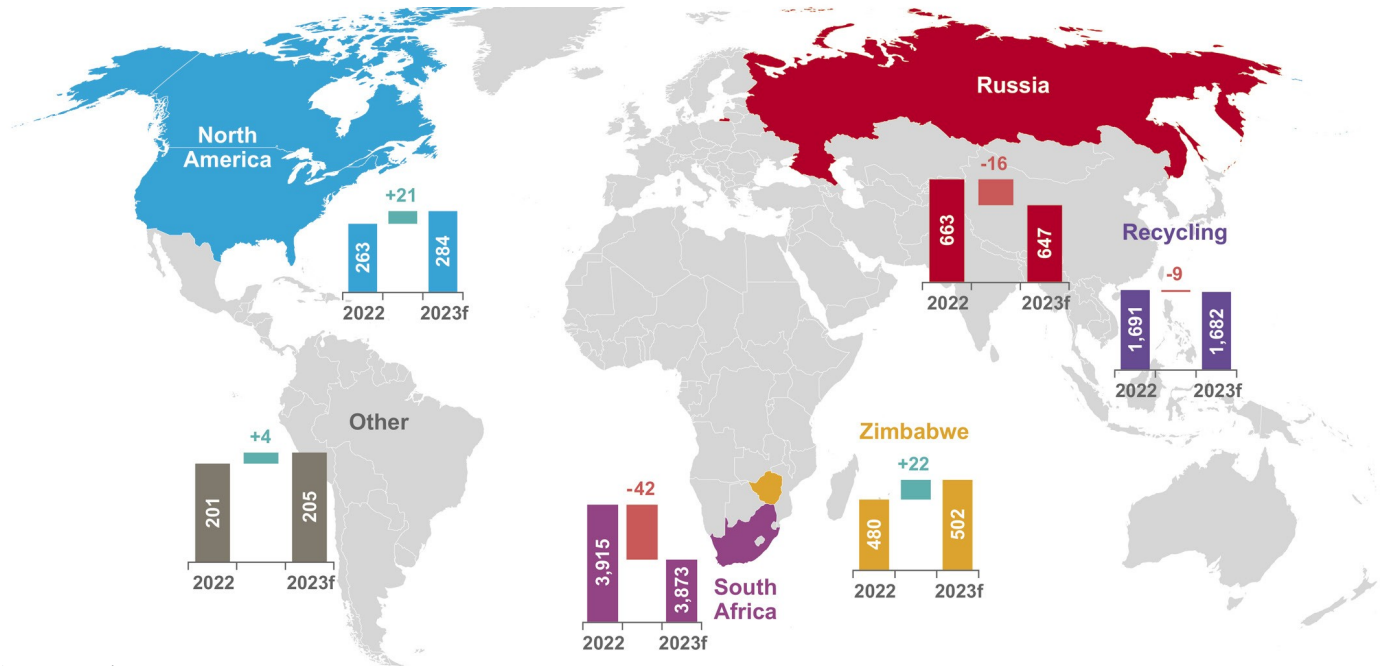 North
America
+21
263
284
2022
2023f
Russia
-16
663
647
2022
2023f
Recycling
-9
1,691
1,682
2022
2023f
Other
+4
201
205
2022
2023f
-42
3,915
3,873
2022
2023f
South
Africa
Zimbabwe
+22
480
502
2022
2023f